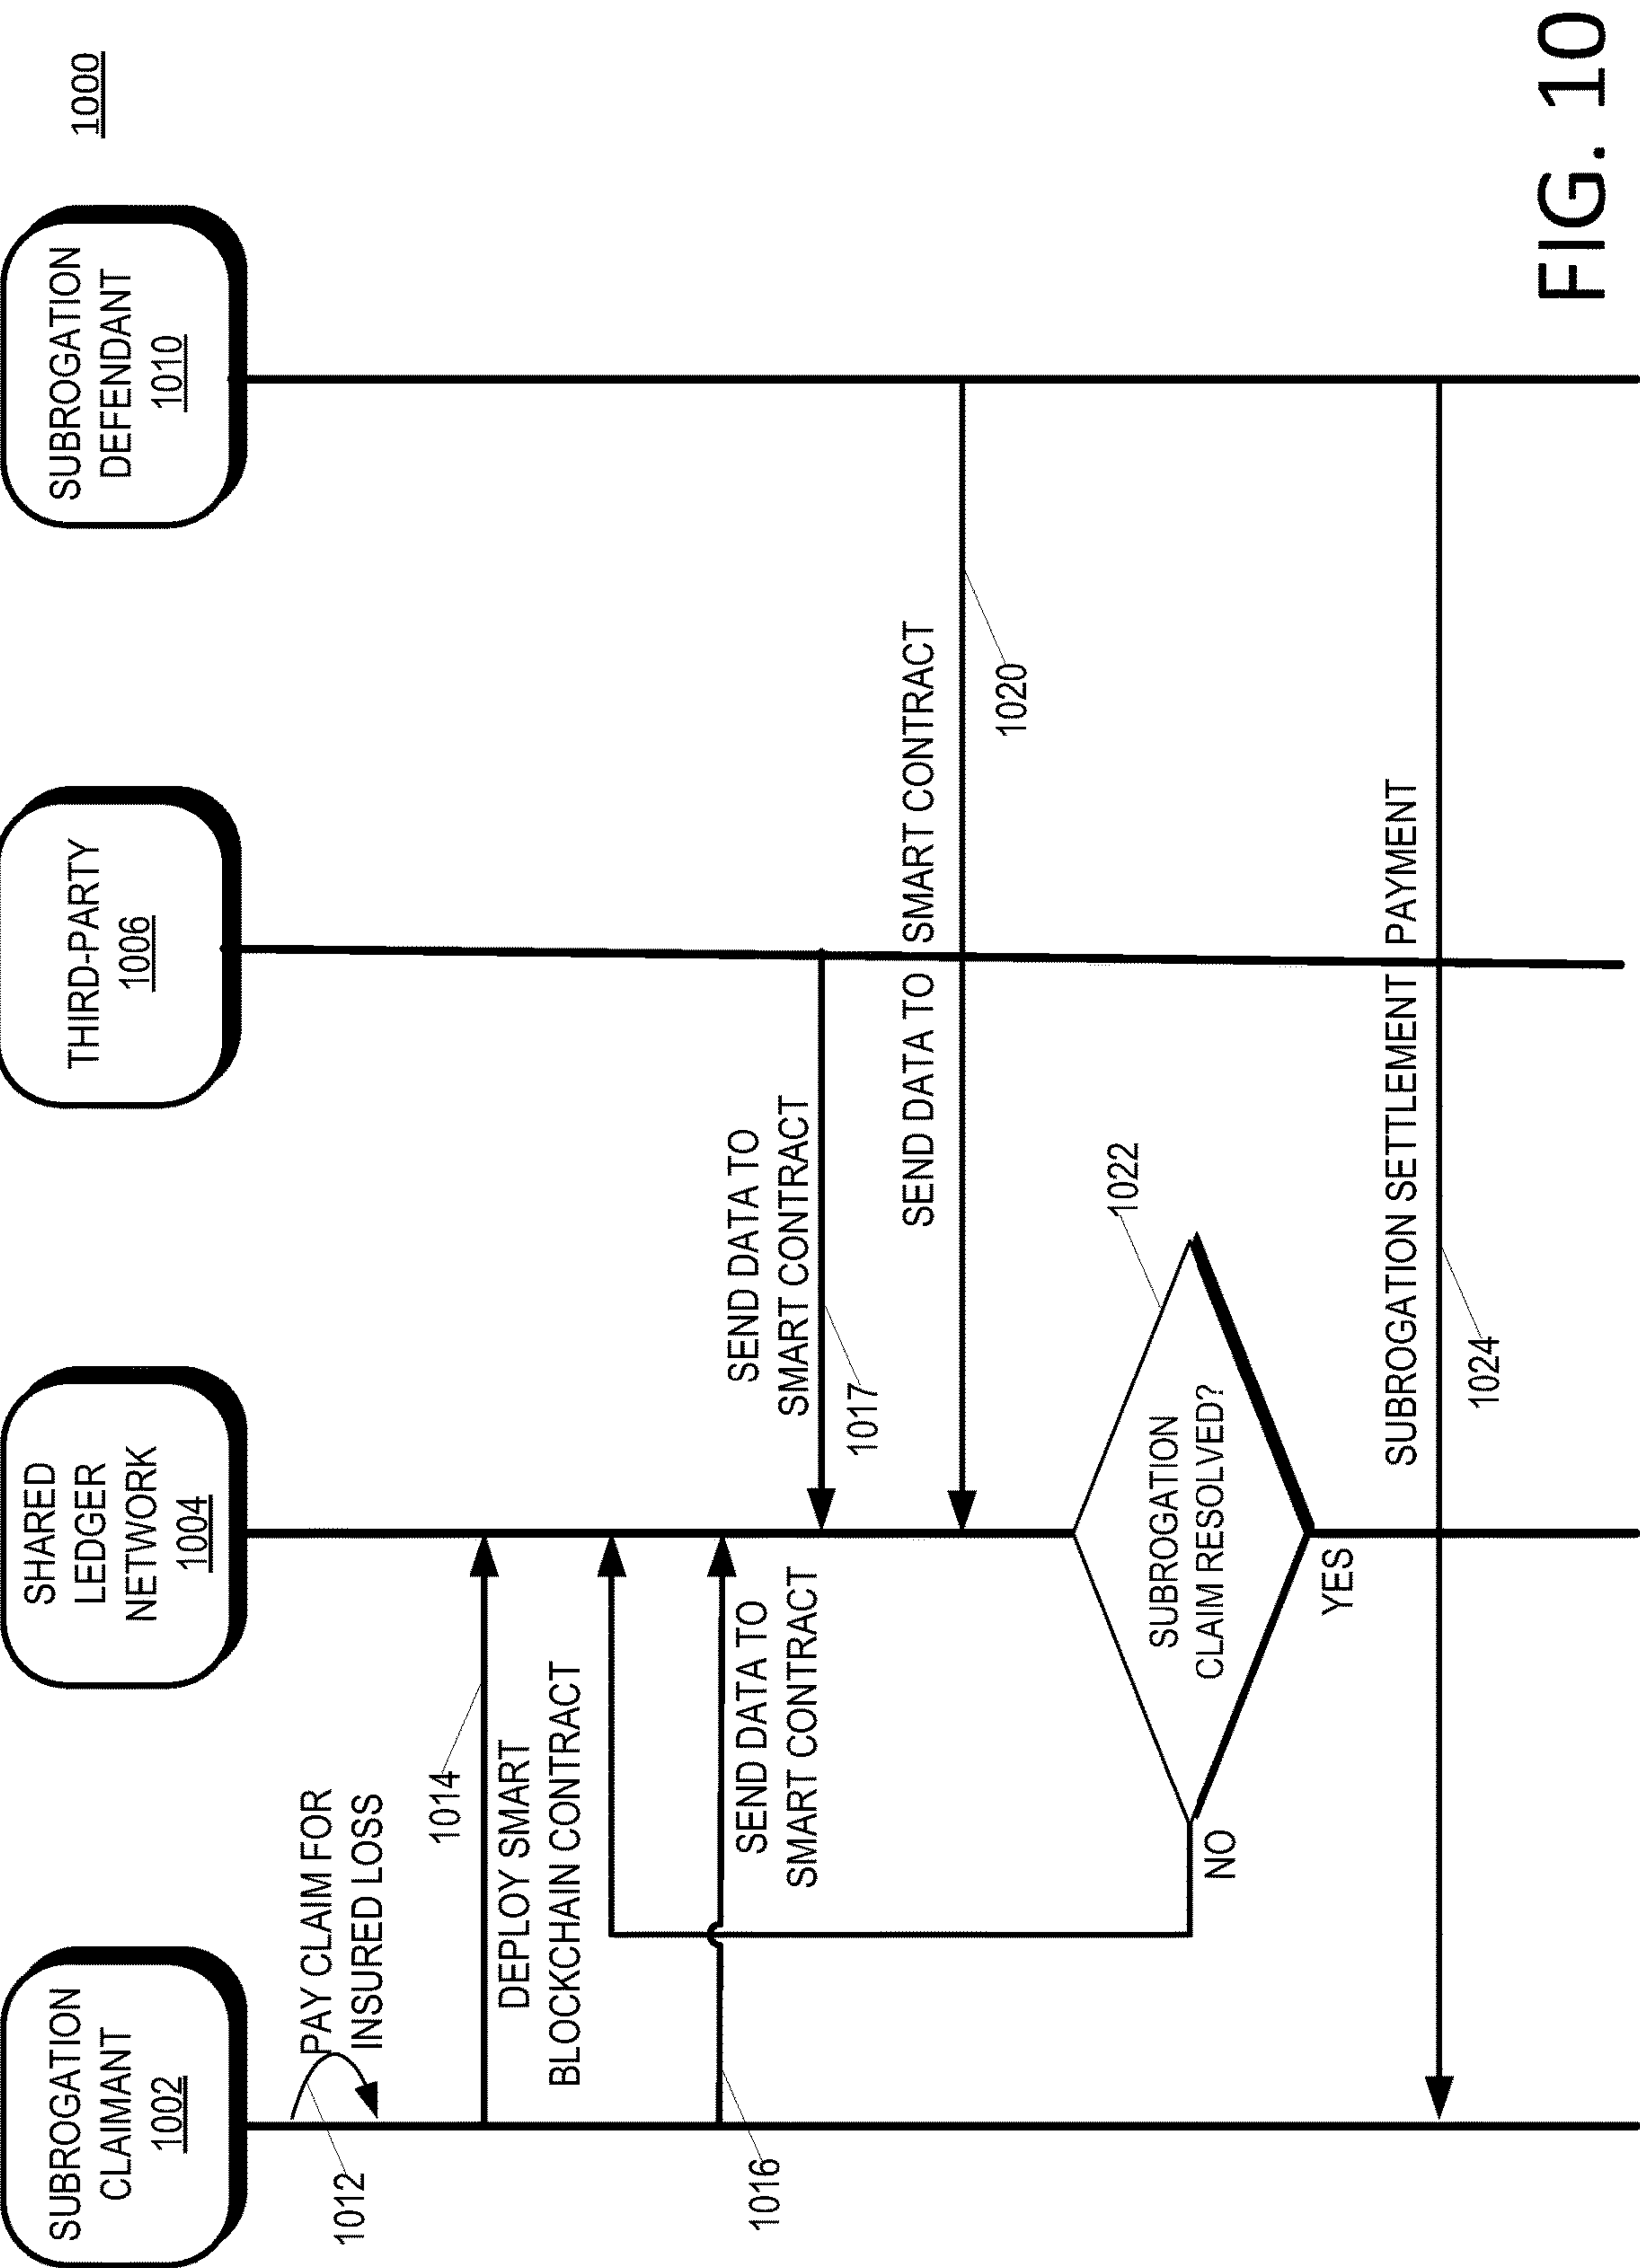 1000
SUBROGATION
CLAIMANT
1002
SHARED
LEDGER
NETWORK
1004
THIRD-PARTY
1006
SUBROGATION
DEFENDANT
1010
1012
PAY CLAIM FOR
INSURED LOSS
1014
DEPLOY SMART
BLOCKCHAIN CONTRACT
1016
SEND DATA TO
SMART CONTRACT
SEND DATA TO
SMART CONTRACT
1017
SEND DATA TO SMART CONTRACT
1020
1022
SUBROGATION
CLAIM RESOLVED?
NO
YES
SUBROGATION SETTLEMENT PAYMENT
1024
FIG. 10